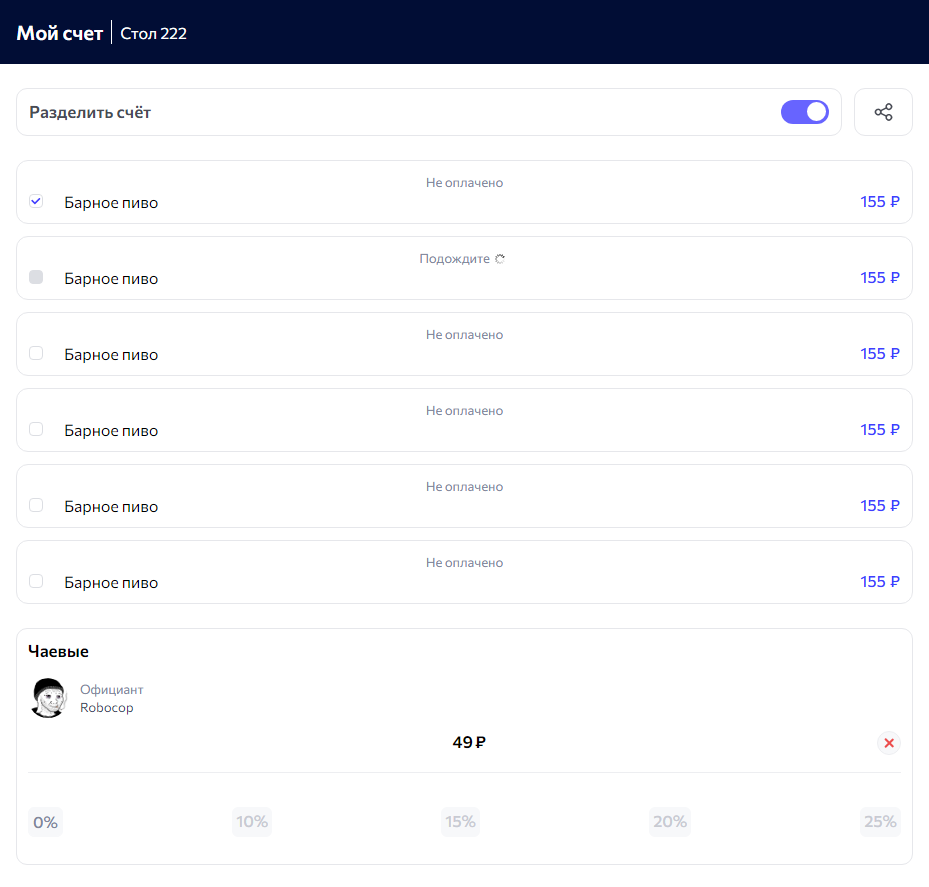 Мой счет | Стол 222
Разделить счёт
Не оплачено
Барное пиво 155 ₽
Подождите
Барное пиво 155 ₽
Не оплачено
Барное пиво 155 ₽
Не оплачено
Барное пиво 155 ₽
Не оплачено
Барное пиво 155 ₽
Не оплачено
Барное пиво 155 ₽
Чаевые
Официант
Robocop
49 ₽
0% 10% 15% 20% 25%